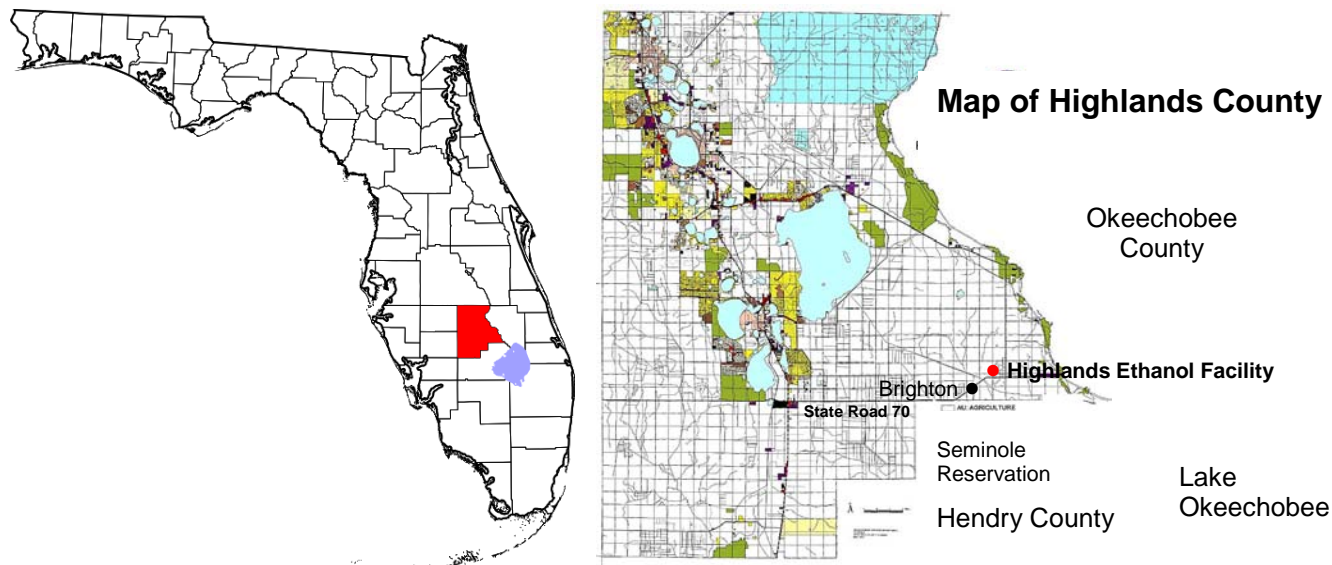 Map of Highlands County
Okeechobee
County
Highlands Ethanol Facility
Brighton
State Road 70
AU: AGRICULTURE
Seminole
Reservation
Lake
Okeechobee
Hendry County